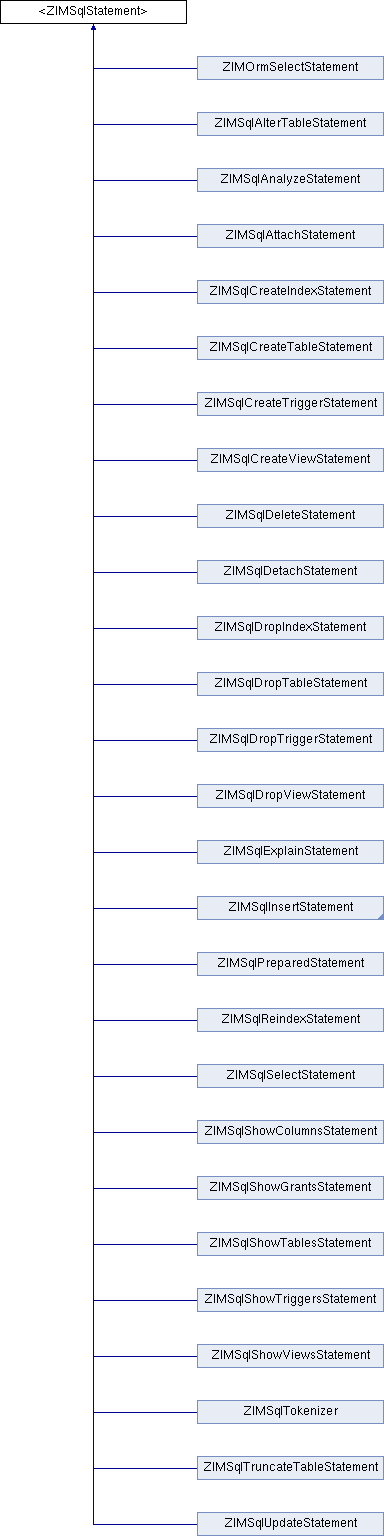 <ZIMSqlStatement>
ZIMOrmSelectStatement
ZIMSqlAlterTableStatement
ZIMSqlAnalyzeStatement
ZIMSqlAttachStatement
ZIMSqlCreateIndexStatement
ZIMSqlCreateTableStatement
ZIMSqlCreateTriggerStatement
ZIMSqlCreateViewStatement
ZIMSqlDeleteStatement
ZIMSqlDetachStatement
ZIMSqlDropIndexStatement
ZIMSqlDropTableStatement
ZIMSqlDropTriggerStatement
ZIMSqlDropViewStatement
ZIMSqlExplainStatement
ZIMSqlInsertStatement
ZIMSqlPreparedStatement
ZIMSqlReindexStatement
ZIMSqlSelectStatement
ZIMSqlShowColumnsStatement
ZIMSqlShowGrantsStatement
ZIMSqlShowTablesStatement
ZIMSqlShowTriggersStatement
ZIMSqlShowViewsStatement
ZIMSqlTokenizer
ZIMSqlTruncateTableStatement
ZIMSqlUpdateStatement